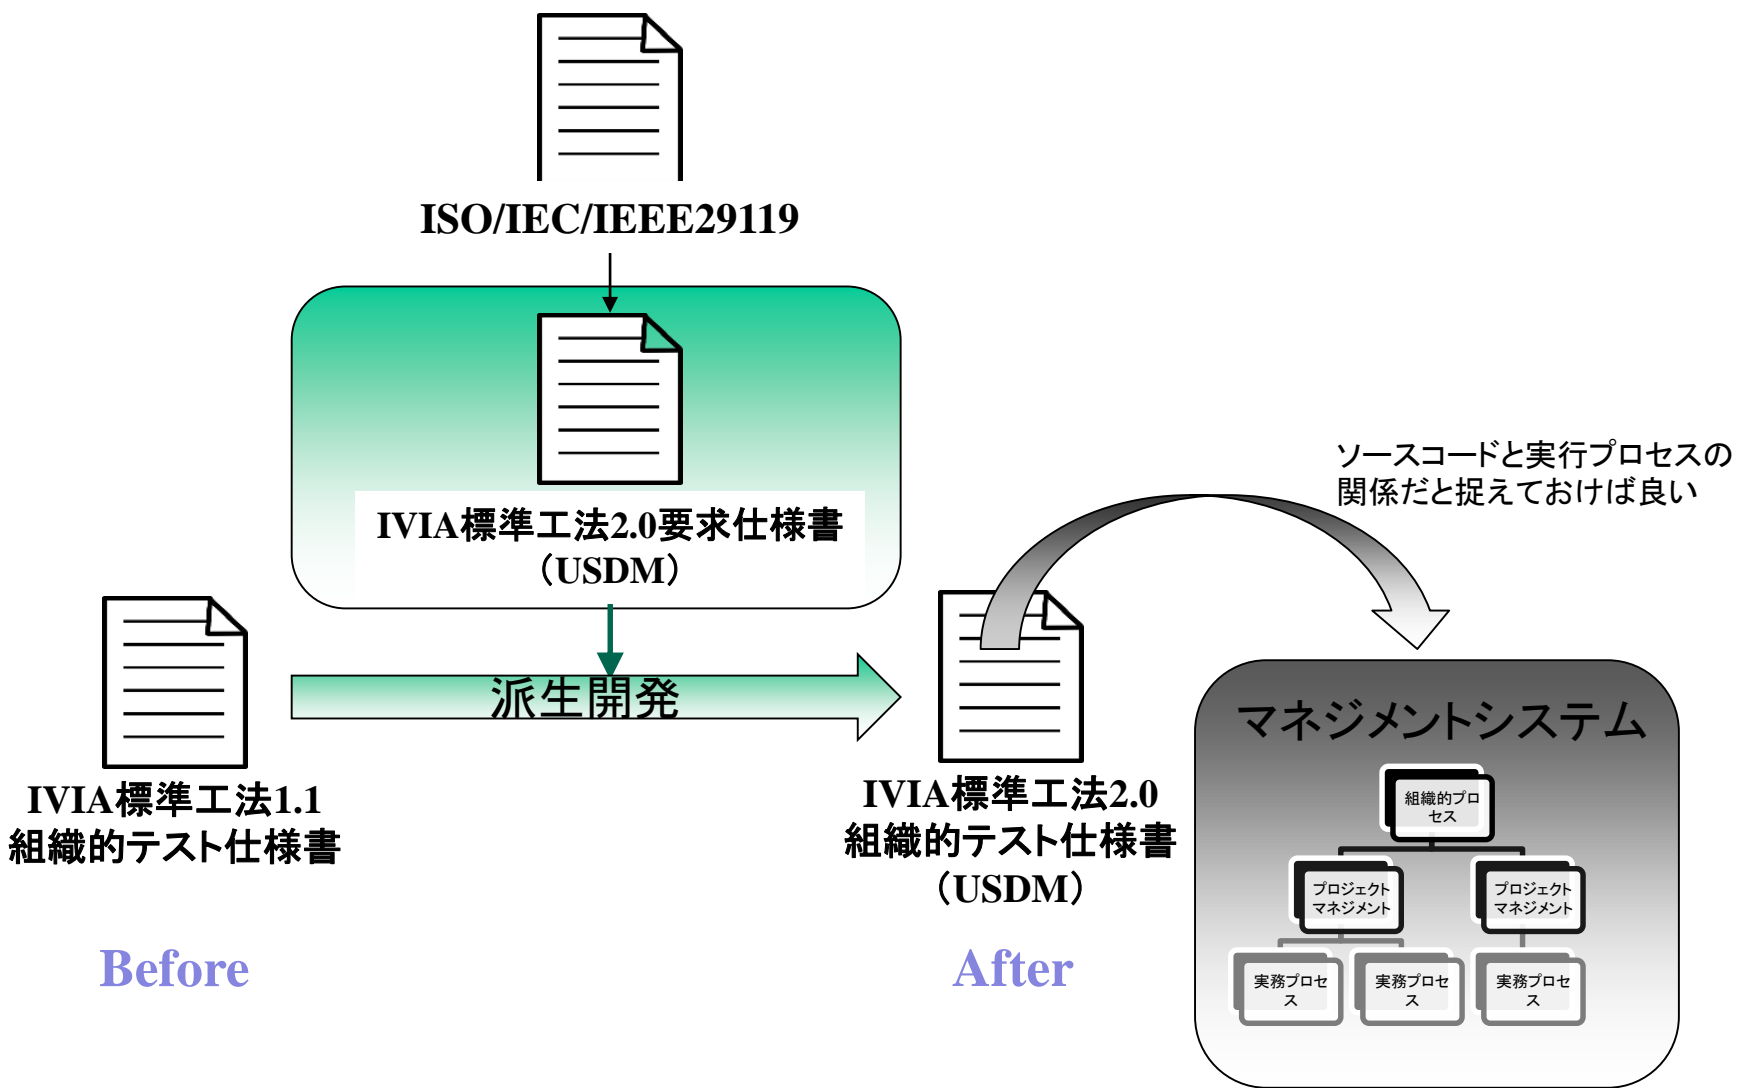 ISO/IEC/IEEE29119
IVIA標準工法2.0要求仕様書
（USDM）
ソースコードと実行プロセスの
関係だと捉えておけば良い
派生開発
IVIA標準工法1.1
組織的テスト仕様書
Before
IVIA標準工法2.0
組織的テスト仕様書
（USDM）
After
マネジメントシステム
組織的プロ
セス
プロジェクト
マネジメント
プロジェクト
マネジメント
実務プロセ
ス
実務プロセ
ス
実務プロセ
ス